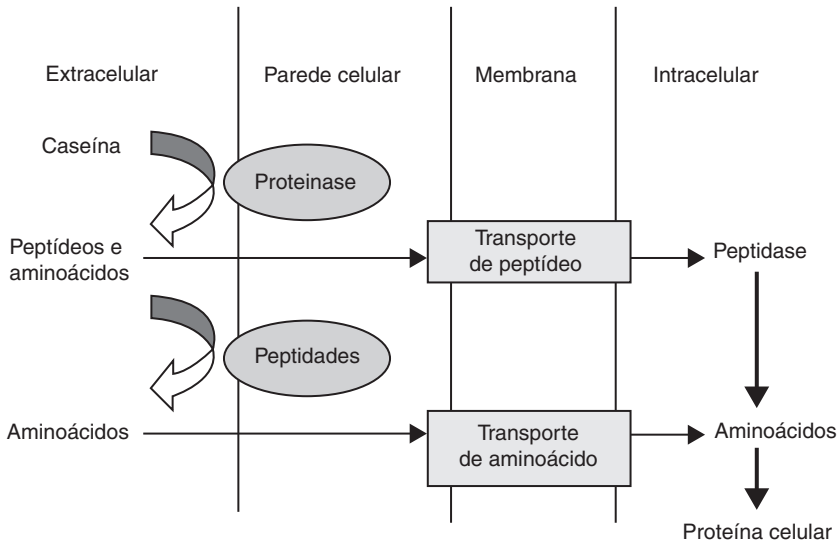 Extracelular
Parede celular
Membrana
Intracelular
Caseína
Proteinase
Peptídeos e
aminoácidos
Transporte
de peptídeo
Peptidase
Peptidades
Aminoácidos
Transporte
de aminoácido
Aminoácidos
Proteína celular